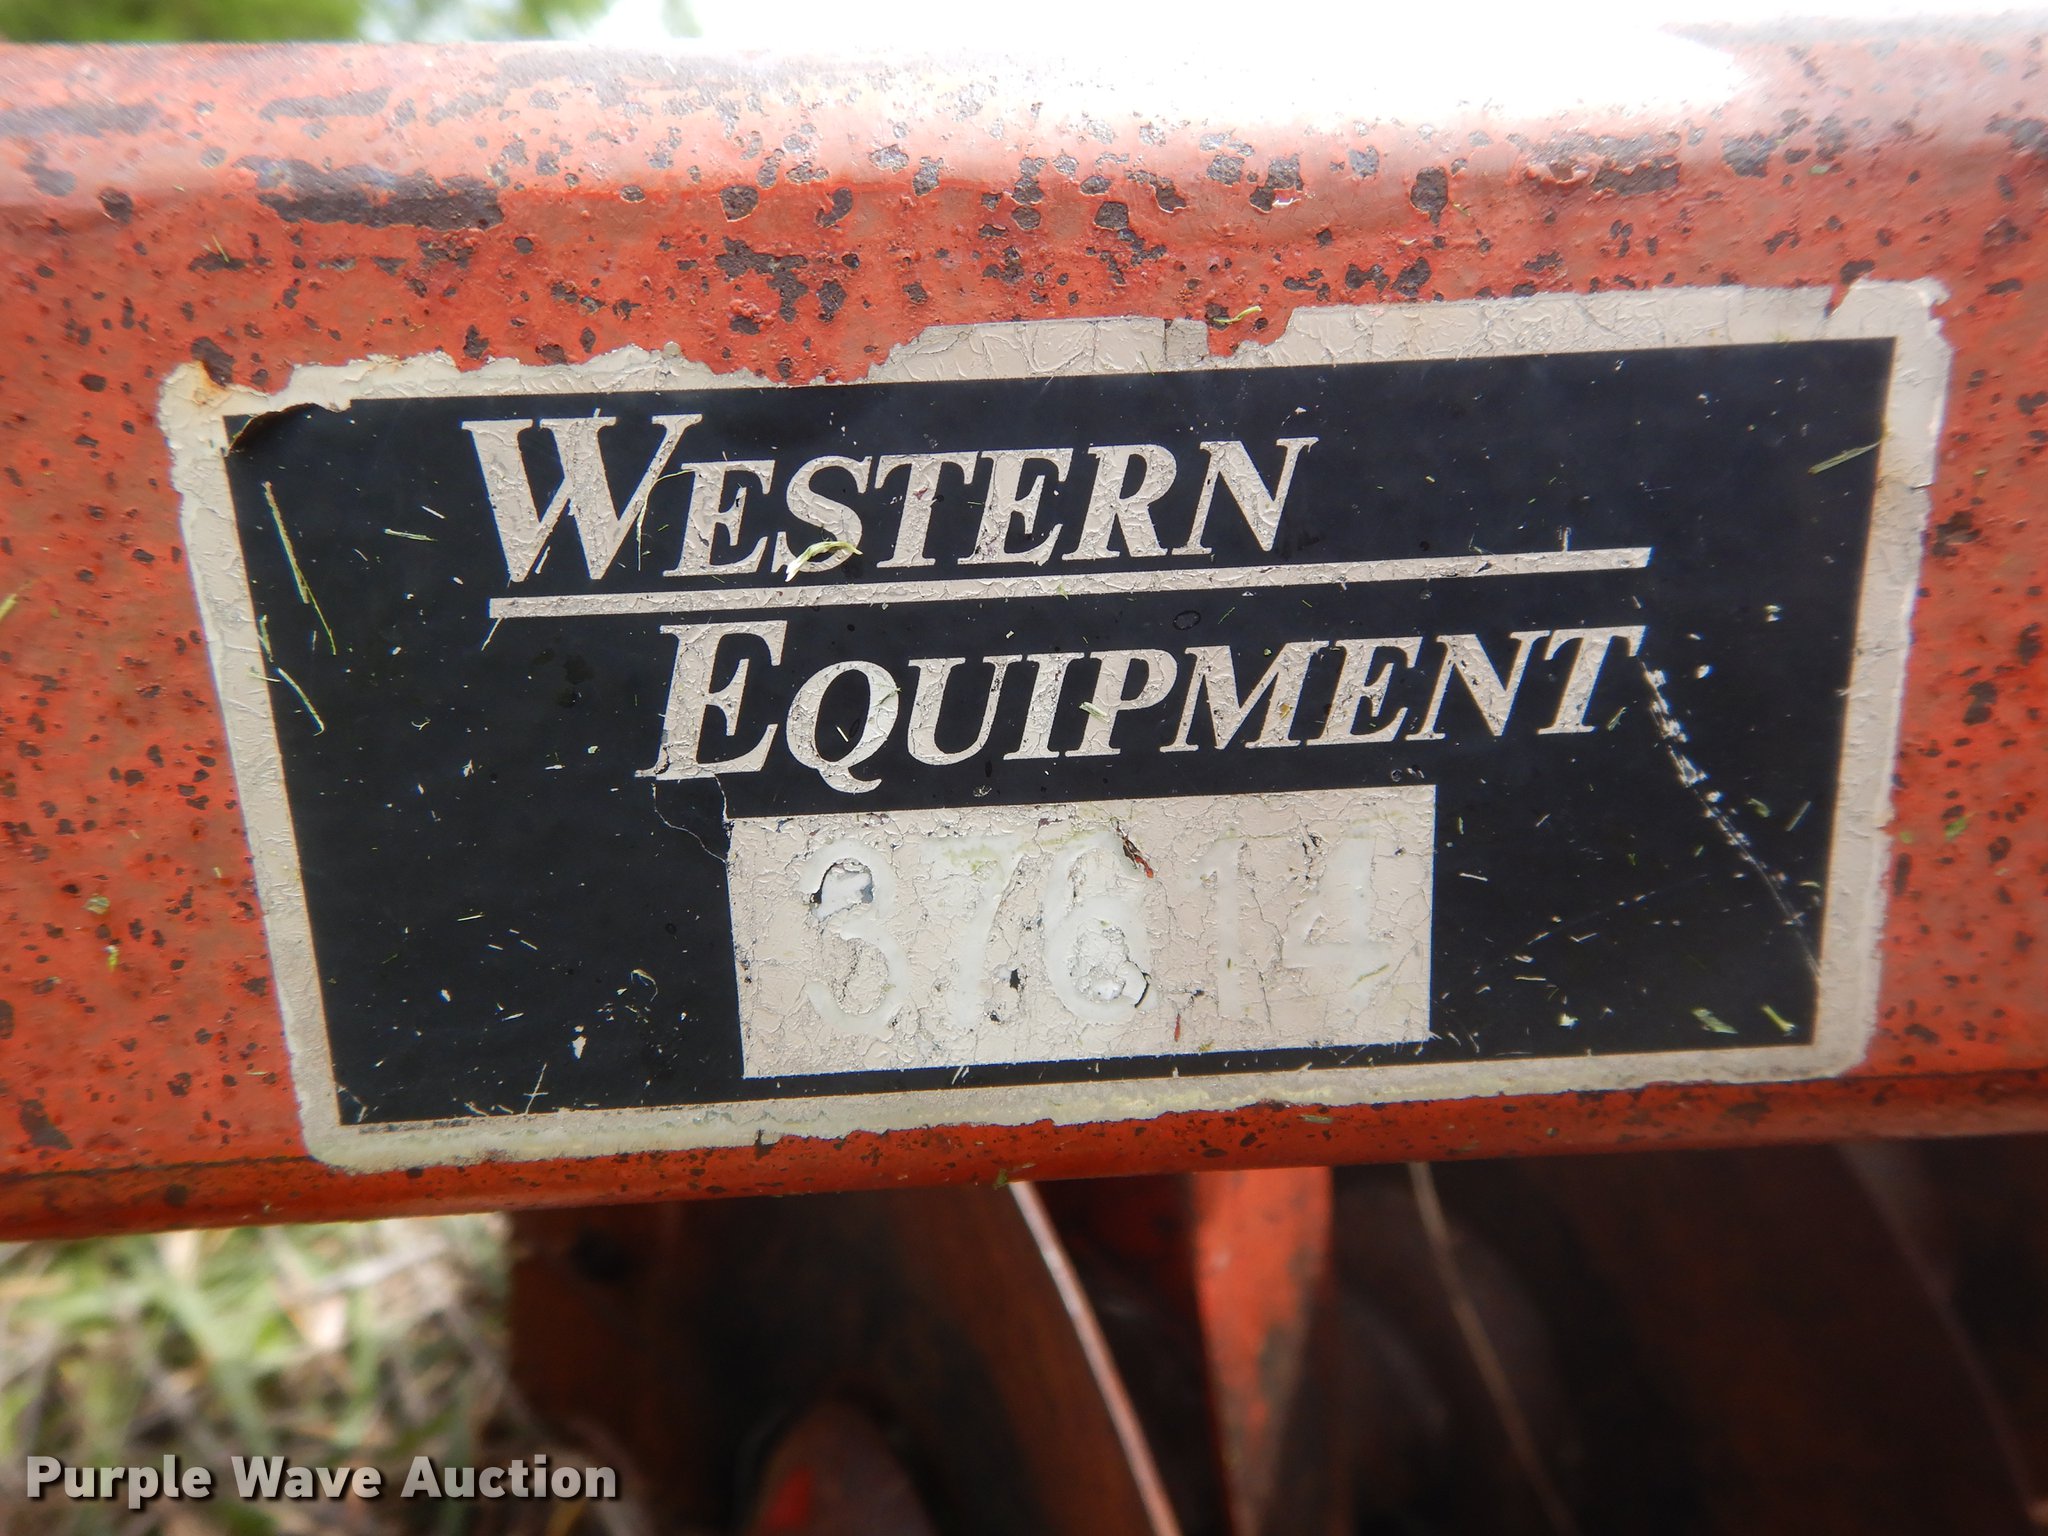 WESTERN
EQUIPMENT
37614
Purple Wave Auction